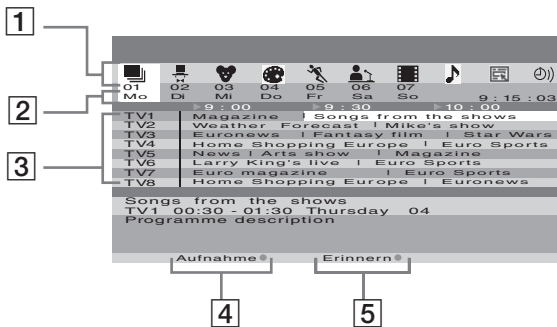 1
01 02 03 04 05 06 07
2 Mo Di Mi Do Fr Sa So 9 : 15 : 03
9 : 00 9 : 30 10 : 00
TV1 Magazine Songs from the shows
TV2 Weather Forecast Mike's show
TV3 Euronews Fantasy film Star Wars
TV4 Home Shopping Europe Euro Sports
3 TV5 News Arts show Magazine
TV6 Larry King's live Euro Sports
TV7 Euro magazine Euro Sports
TV8 Home Shopping Europe Euronews
Songs from the shows
TV1 00:30 - 01:30 Thursday 04
Programme description
Aufnahme Erinnern
4 5